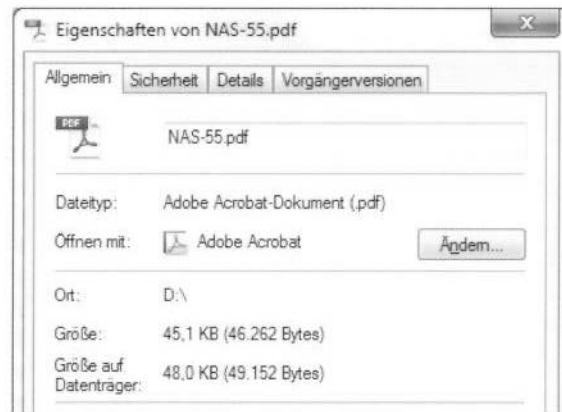 Eigenschaften von NAS-55.pdf
Allgemein Sicherheit Details Vorgängerversionen
PDF
NAS-55.pdf
Dateityp: Adobe Acrobat-Dokument (.pdf)
Öffnen mit: Adobe Acrobat Ändern...
Ort: D:\
Größe: 45,1 KB (46.262 Bytes)
Größe auf
Datenträger: 48,0 KB (49.152 Bytes)